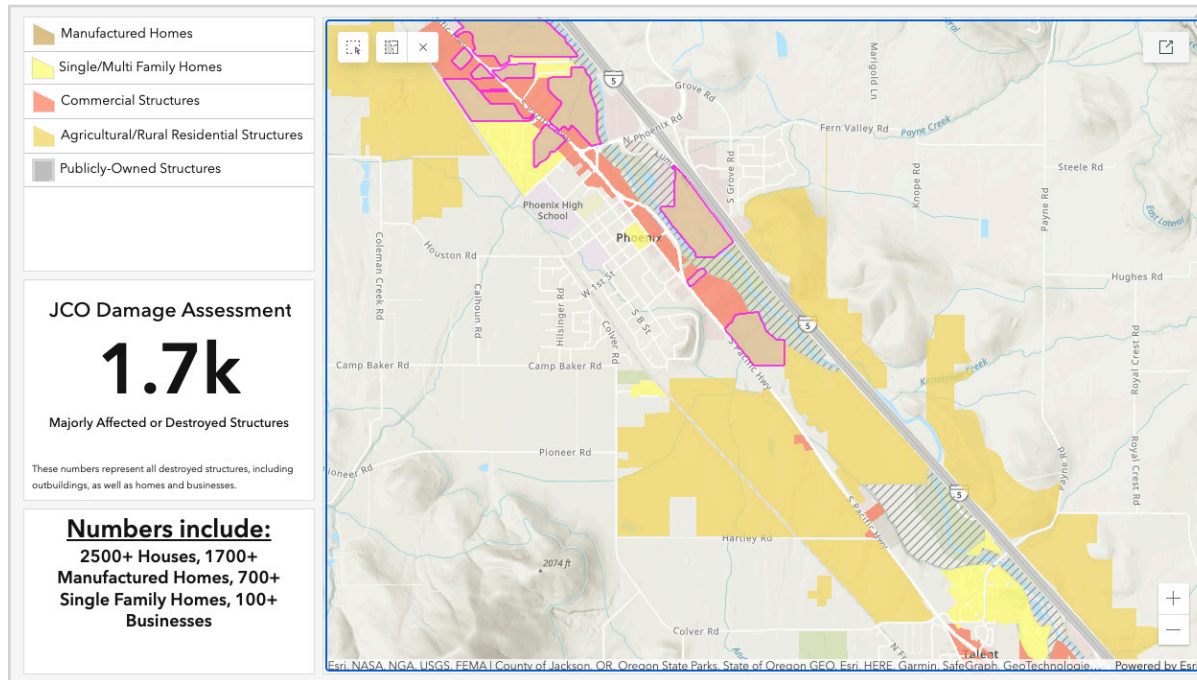 Manufactured Homes
Single/Multi Family Homes
Commercial Structures
Agricultural/Rural Residential Structures
Publicly-Owned Structures
JCO Damage Assessment
1.7k
Majorly Affected or Destroyed Structures
These numbers represent all destroyed structures, including
outbuildings, as well as homes and businesses.
Numbers include:
2500+ Houses, 1700+
Manufactured Homes, 700+
Single Family Homes, 100+
Businesses
5
Grove Rd
Marigold Ln
N Phoenix Rd
Fern Valley Rd
Payne Creek
S Grove Rd
Knope Rd
Steele Rd
Payne Rd
East Lateral
Phoenix High
School
Phoenix
Coleman Creek Rd
Houston Rd
Calhoun Rd
Hilsinger Rd
W 1st St
S B St
Colver Rd
Hughes Rd
5
Camp Baker Rd
Camp Baker Rd
S Pacific Hwy
Royal Crest Rd
Pioneer Rd
Payne Rd
Royal Crest Rd
5
S Pacific Hwy
Hartley Rd
2074 ft
Colver Rd
Talent
Esri, NASA, NGA, USGS, FEMA | County of Jackson, OR, Oregon State Parks, State of Oregon GEO, Esri, HERE, Garmin, SafeGraph, GeoTechnologie... Powered by Esri